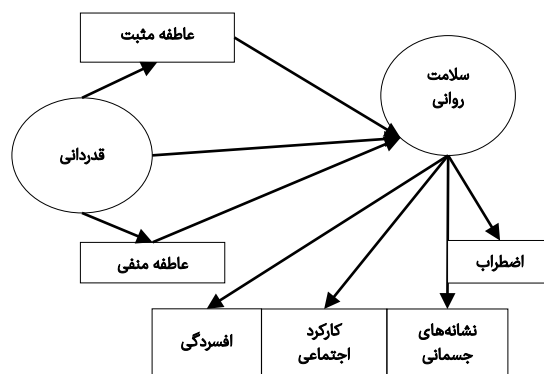 عاطفه مثبت
سلامت
روانی
قدردانی
عاطفه منفی
اضطراب
نشانه‌های
جسمانی
کارکرد
اجتماعی
افسردگی